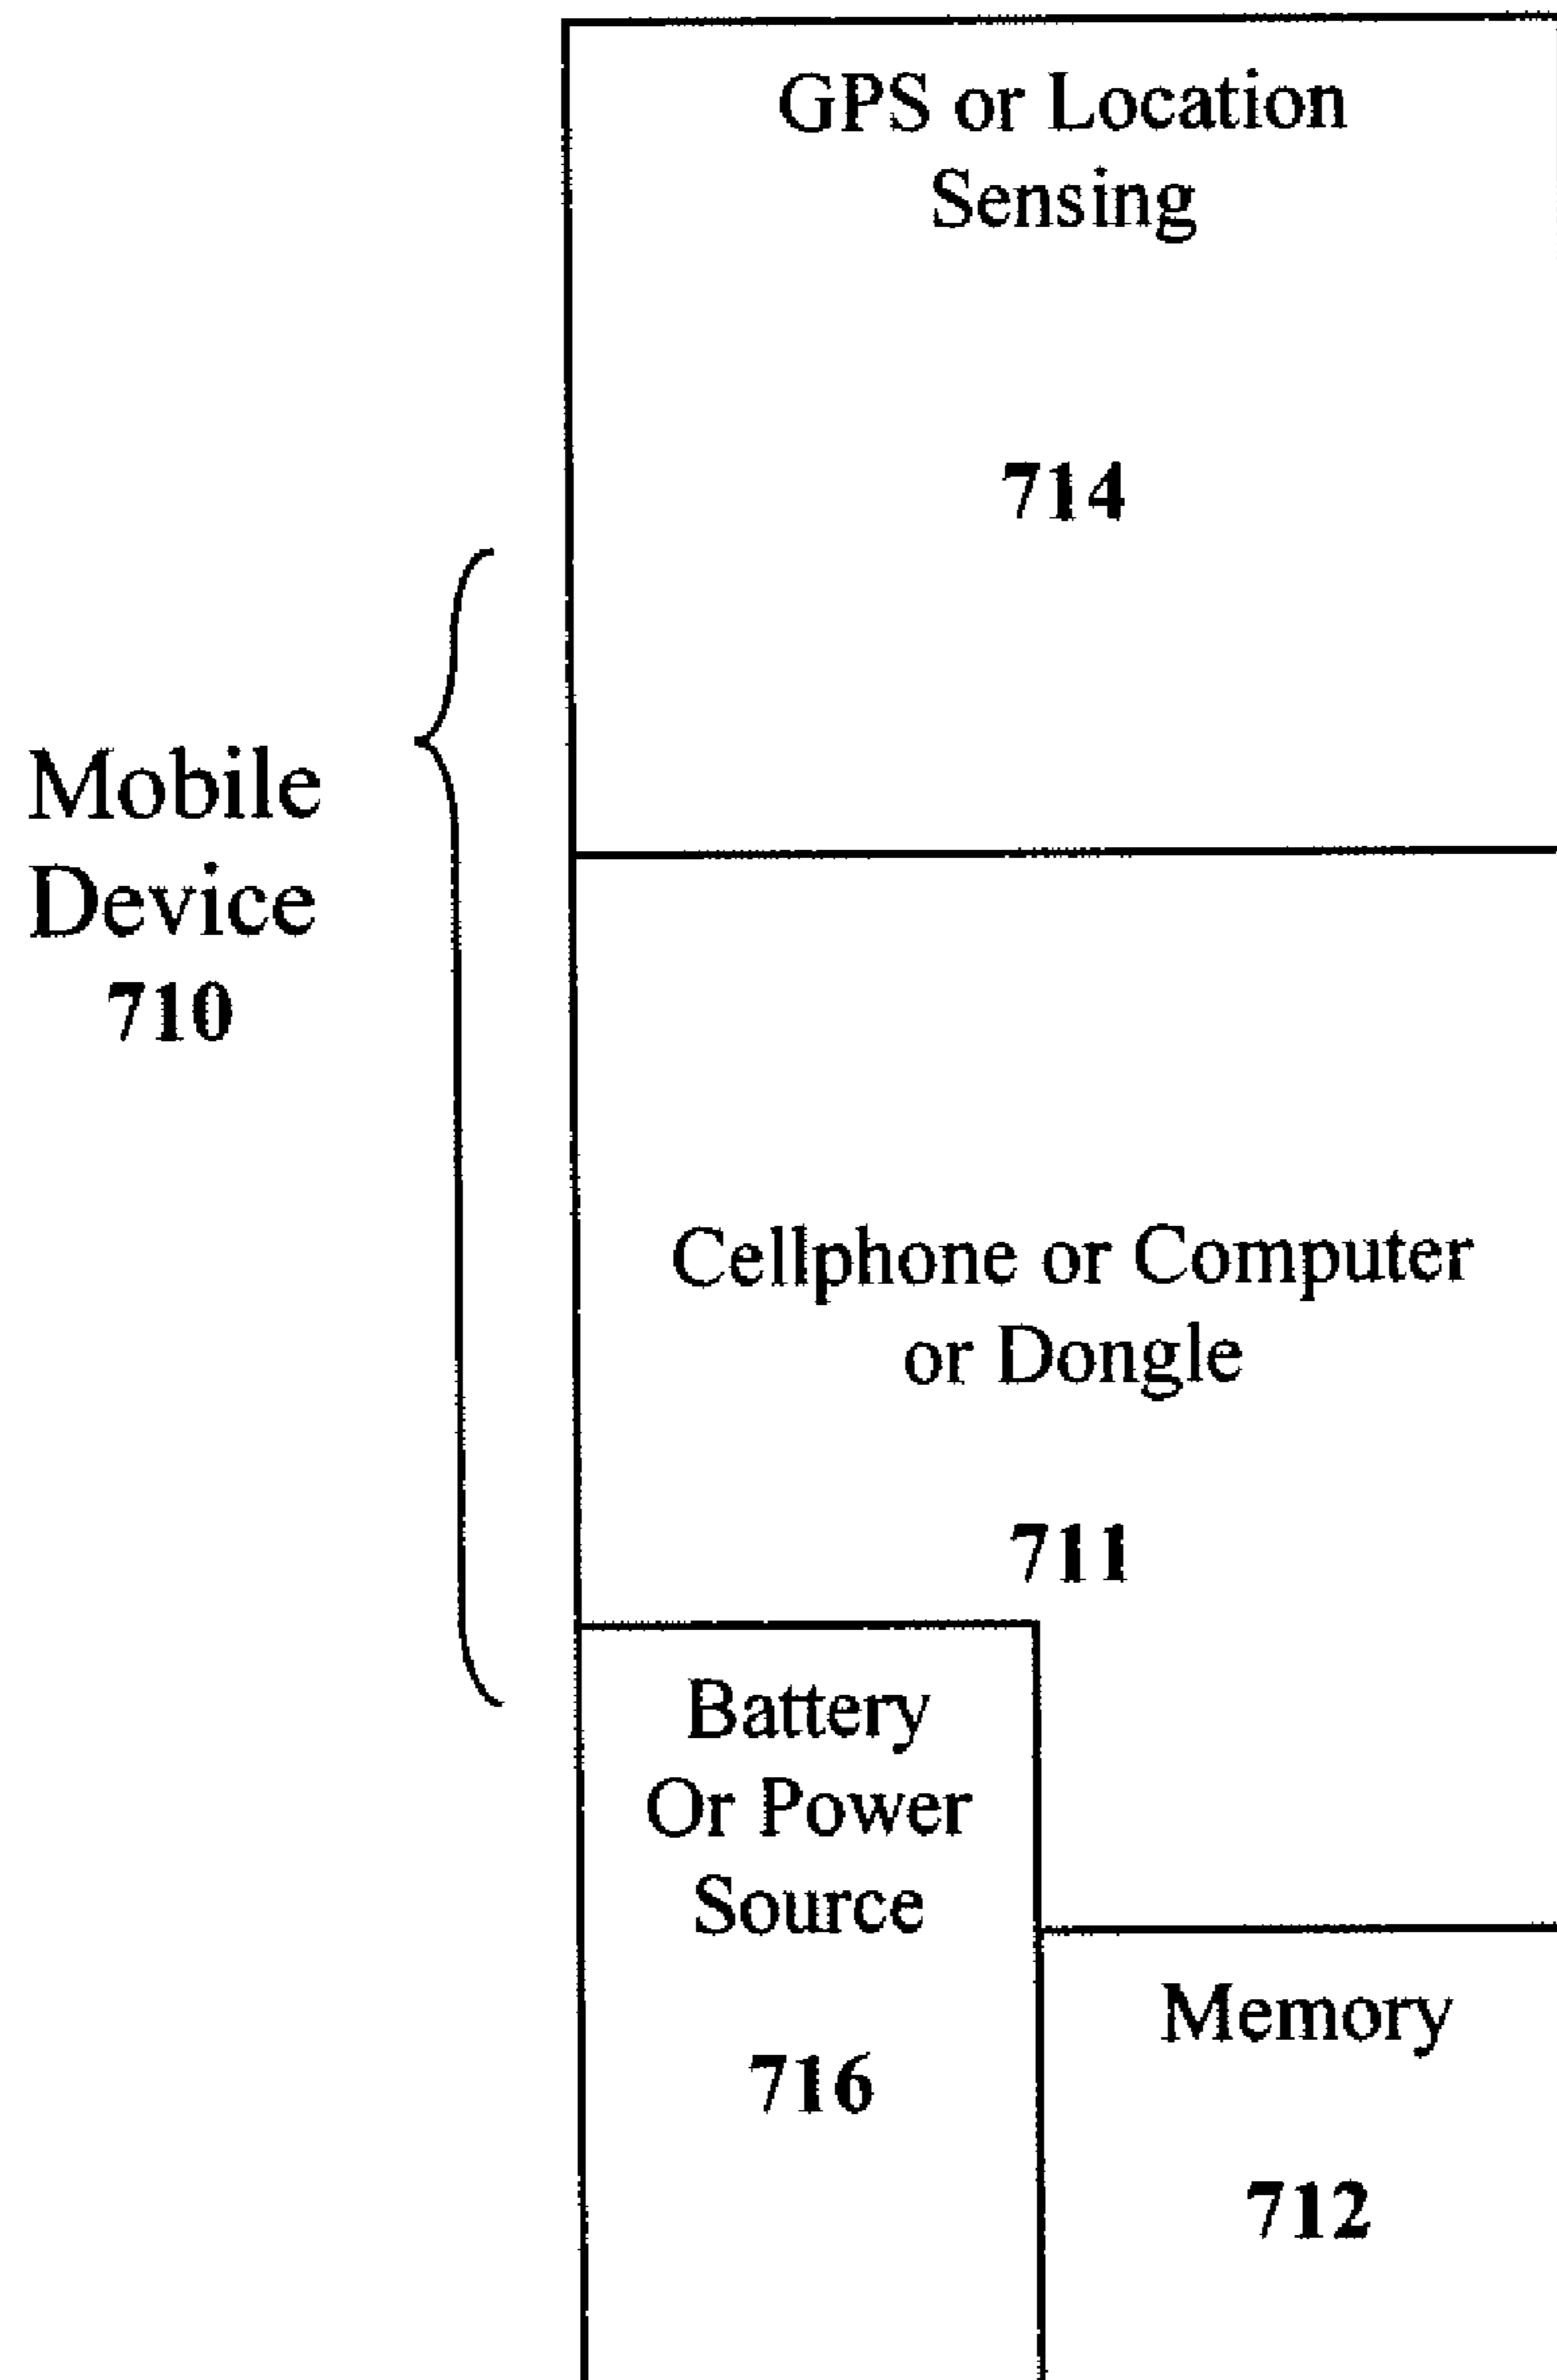 GPS or Location
Sensing
714
Mobile
Device
710
Cellphone or Computer
or Dongle
711
Battery
Or Power
Source
716
Memory
712